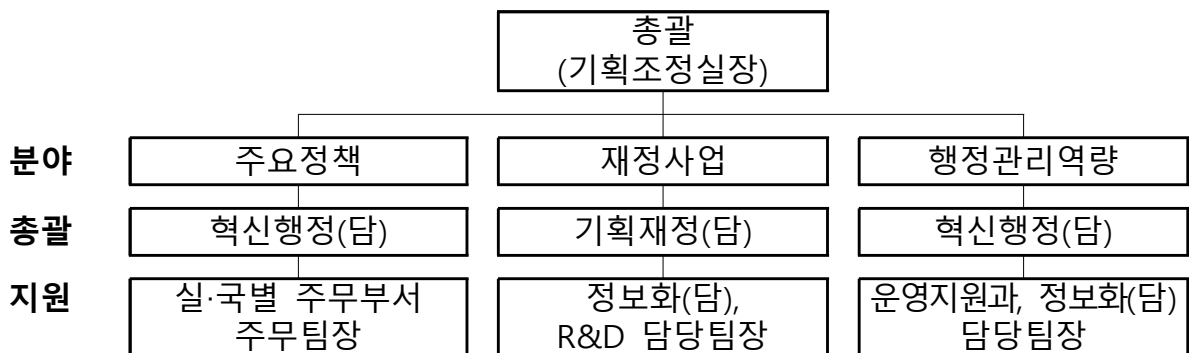 총괄
(기획조정실장)
분야 주요정책 재정사업 행정관리역량
총괄 혁신행정(담) 기획재정(담) 혁신행정(담)
지원
실·국별 주무부서
주무팀장
정보화(담),
R&D 담당팀장
운영지원과, 정보화(담)
담당팀장